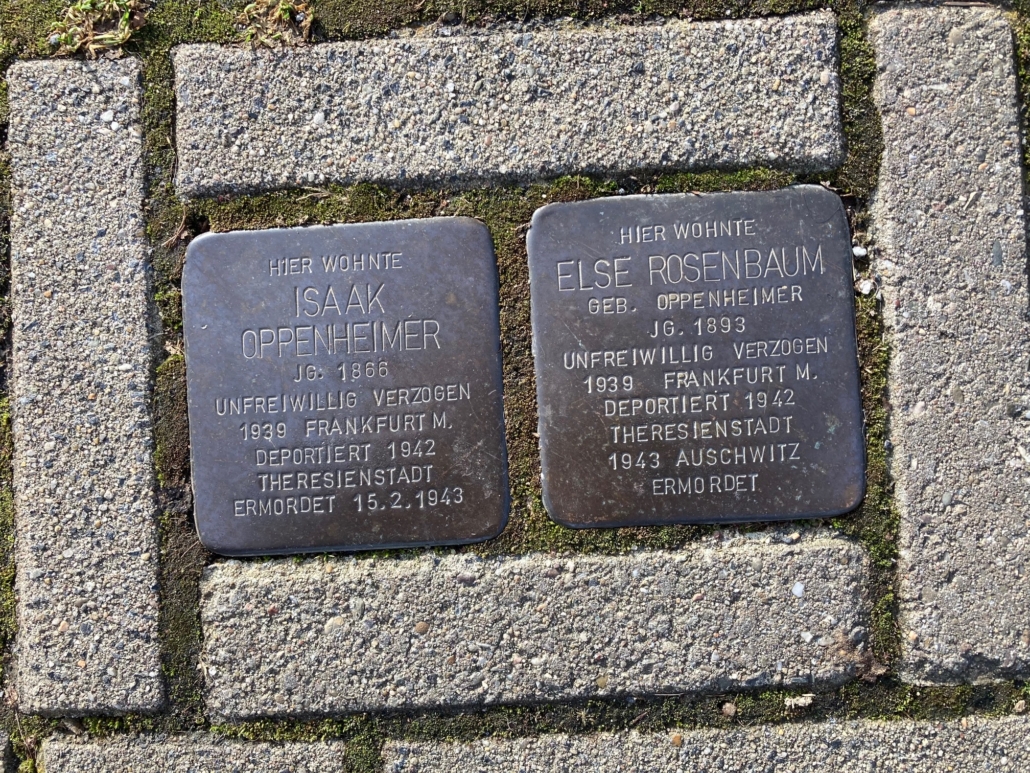 HIER WOHNTE
ISAAK
OPPENHEIMER
JG. 1866
UNFREIWILLIG VERZOGEN
1939 FRANKFURT M.
DEPORTIERT 1942
THERESIENSTADT
ERMORDET 15.2.1943
HIER WOHNTE
ELSE ROSENBAUM
GEB. OPPENHEIMER
JG. 1893
UNFREIWILLIG VERZOGEN
1939 FRANKFURT M.
DEPORTIERT 1942
THERESIENSTADT
1943 AUSCHWITZ
ERMORDET